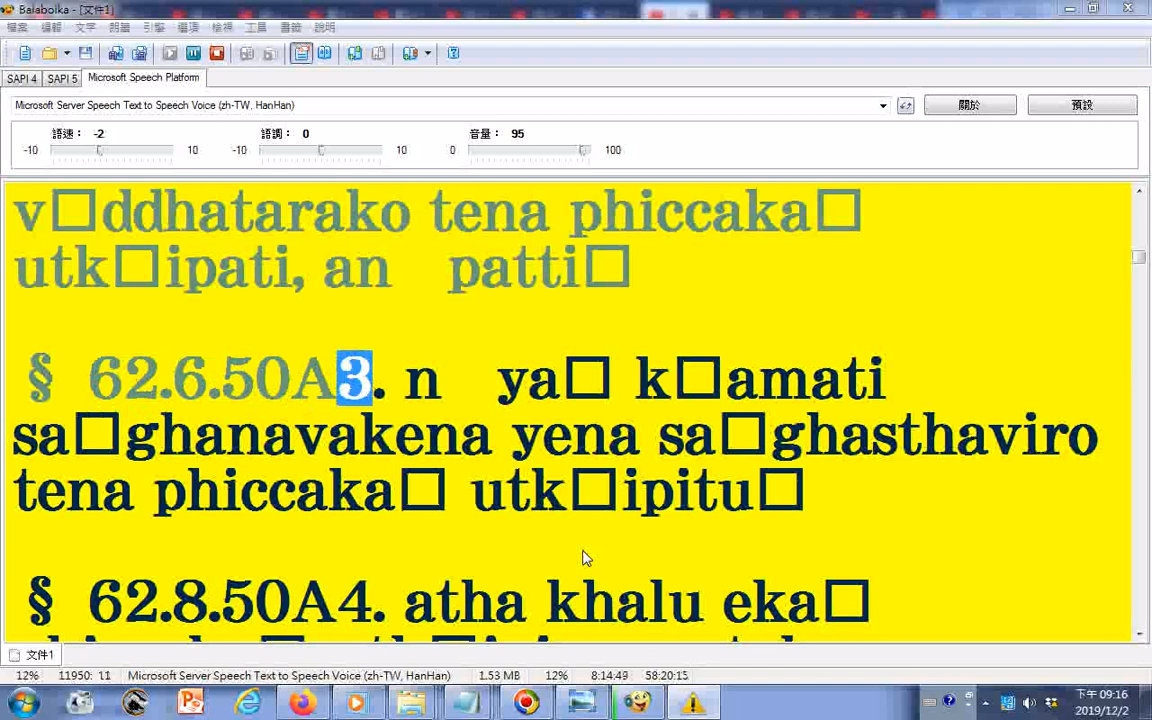 Balabolka - [文件1]
檔案 編輯 文字 朗讀 引擎 選項 檢視 工具 書籤 說明
SAPI 4 SAPI 5 Microsoft Speech Platform
Microsoft Server Speech Text to Speech Voice (zh-TW, HanHan) 關於 預設
語速： -2 語調： 0 音量： 95
-10 10 -10 10 0 100
v□ddhatarako tena phiccaka□
utk□ipati, an patti□
§ 62.6.50A3. n ya□ k□amati
sa□ghanavakena yena sa□ghasthaviro
tena phiccaka□ utk□ipitu□
§ 62.8.50A4. atha khalu eka□
文件1
12% 11950: 11 Microsoft Server Speech Text to Speech Voice (zh-TW, HanHan) 1.53 MB 12% 8:14:49 58:20:15
下午 09:16
2019/12/2